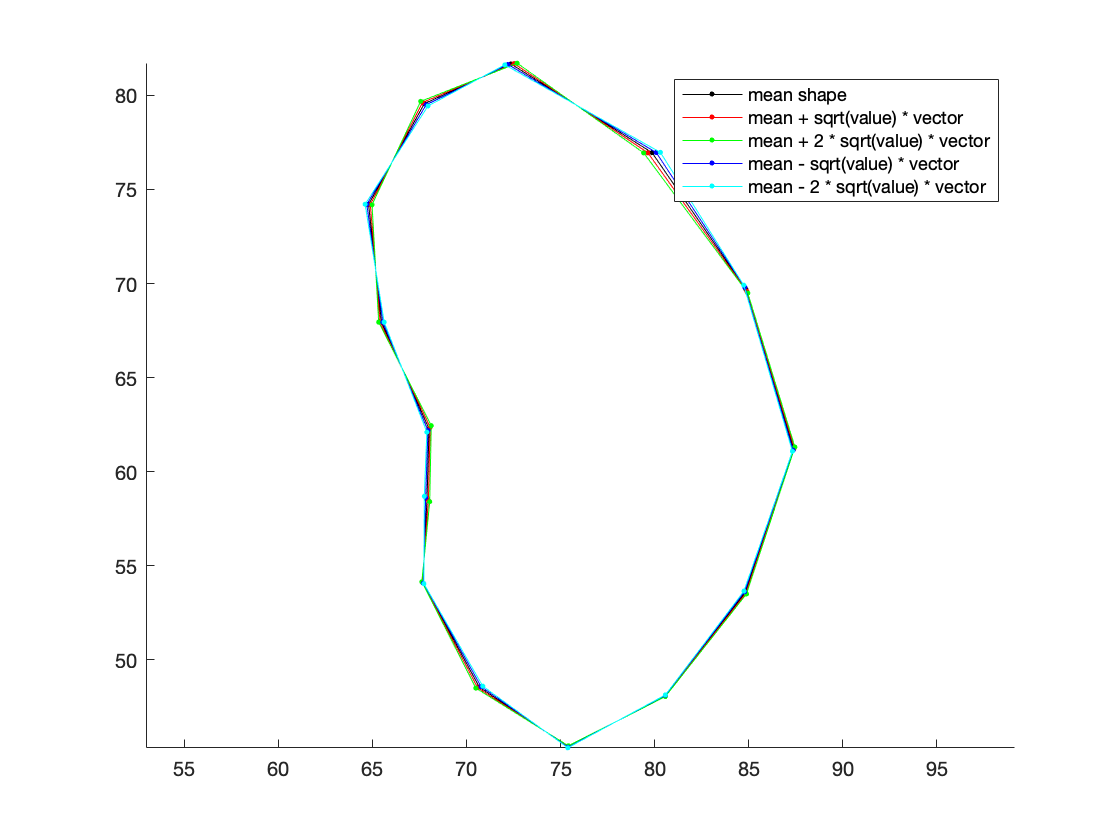 80
75
70
65
60
55
50
55 60 65 70 75 80 85 90 95
mean shape
mean + sqrt(value) * vector
mean + 2 * sqrt(value) * vector
mean - sqrt(value) * vector
mean - 2 * sqrt(value) * vector